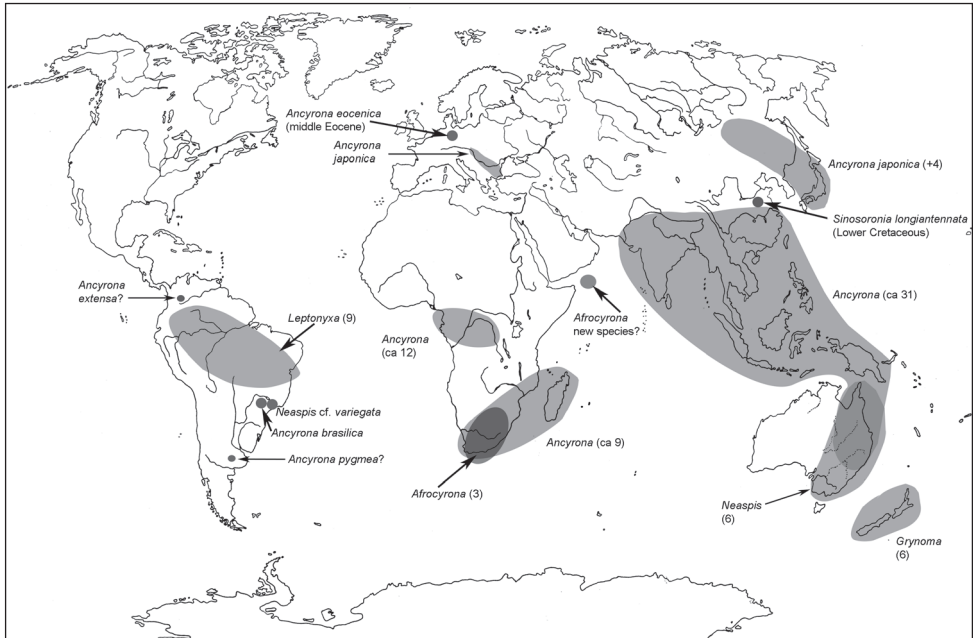 Ancyrona eocenica
(middle Eocene)
Ancyrona
japonica
Ancyrona japonica (+4)
Sinosoronia longiantennata
(Lower Cretaceous)
Ancyrona
extensa?
Ancyrona (ca 31)
Leptonyxa (9)
Afrocyrona
new species?
Ancyrona
(ca 12)
Neaspis cf. variegata
Ancyrona brasilica
Ancyrona (ca 9)
Ancyrona pygmea?
Afrocyrona (3)
Neaspis
(6)
Grynoma
(6)